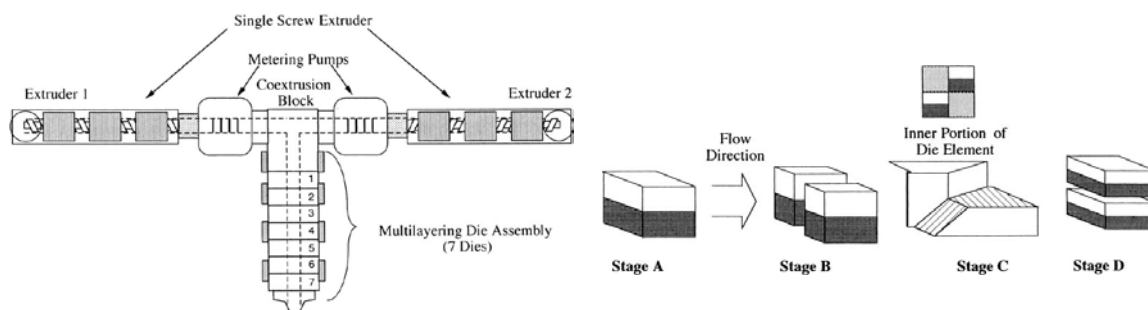 Single Screw Extruder
Metering Pumps
Coextrusion
Block
Extruder 1
Extruder 2
1
2
3
4
5
6
7
Multilayering Die Assembly
(7 Dies)
Flow
Direction
Inner Portion of
Die Element
Stage A
Stage B
Stage C
Stage D